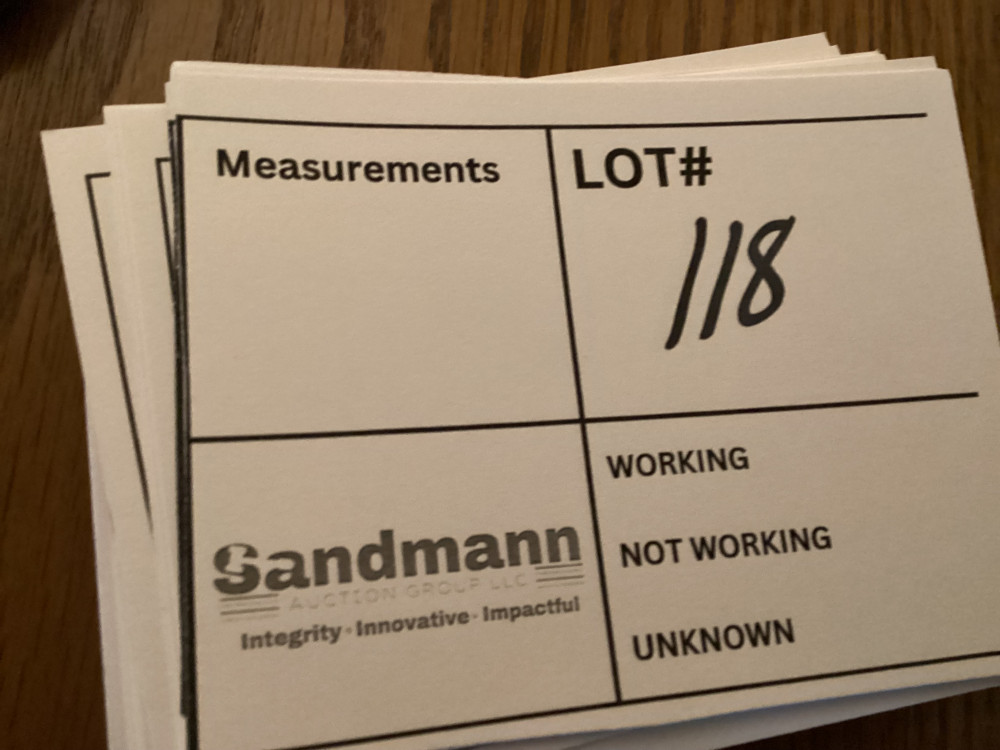 Measurements
LOT#
118
WORKING
NOT WORKING
UNKNOWN
Sandmann
AUCTION GROUP LLC
Integrity · Innovative · Impactful